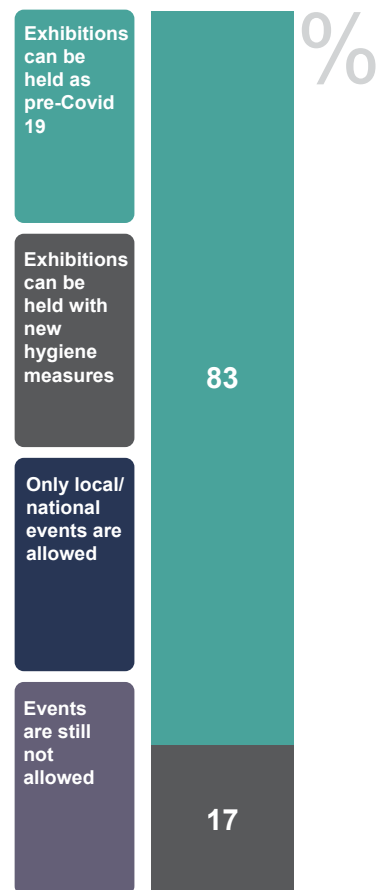 Exhibitions
can be
held as
pre-Covid
19
%
Exhibitions
can be
held with
new
hygiene
measures
83
Only local/
national
events are
allowed
Events
are still
not
allowed
17